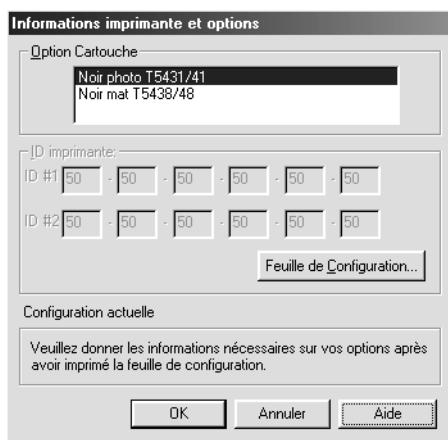 Informations imprimante et options
Option Cartouche
Noir photo T5431/41
Noir mat T5438/48
ID imprimante:
ID #1 50 - 50 - 50 - 50 - 50 - 50
ID #2 50 - 50 - 50 - 50 - 50 - 50
Feuille de Configuration...
Configuration actuelle
Veuillez donner les informations nécessaires sur vos options après
avoir imprimé la feuille de configuration.
OK Annuler Aide